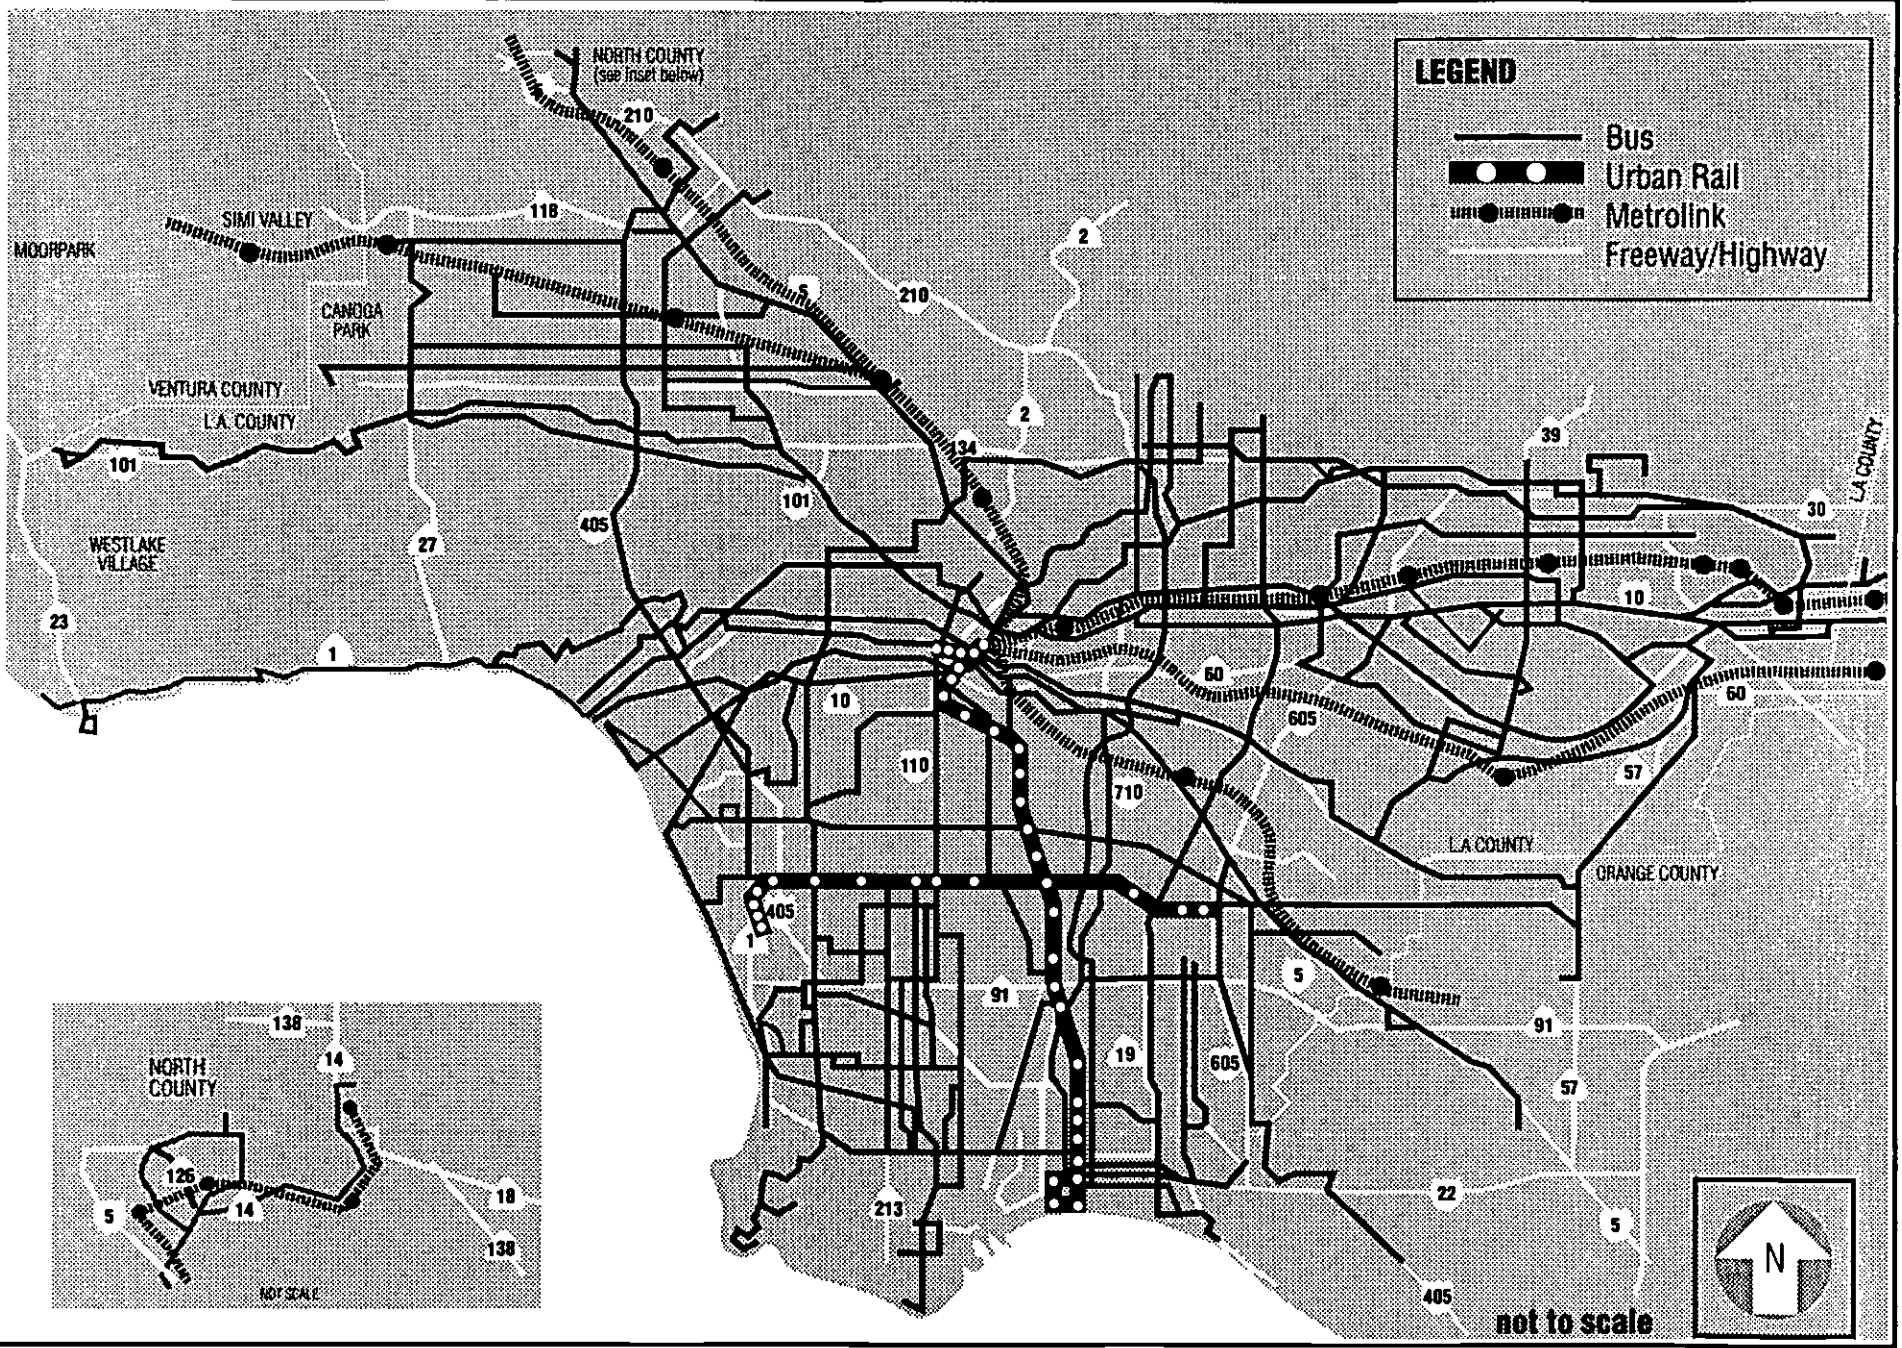 NORTH COUNTY
(see inset below)
LEGEND
Bus
Urban Rail
Metrolink
Freeway/Highway
210
118
SIMI VALLEY
MOORPARK
2
5
210
CANOGA
PARK
VENTURA COUNTY
L.A. COUNTY
2
39
134
101
101
L.A COUNTY
405
27
30
WESTLAKE
VILLAGE
23
10
1
60
10
60
605
110
57
710
L.A COUNTY
ORANGE COUNTY
405
1
5
91
91
19
605
57
138
14
NORTH
COUNTY
126
14
5
18
138
NOT SCALE
213
22
5
405
N
not to scale